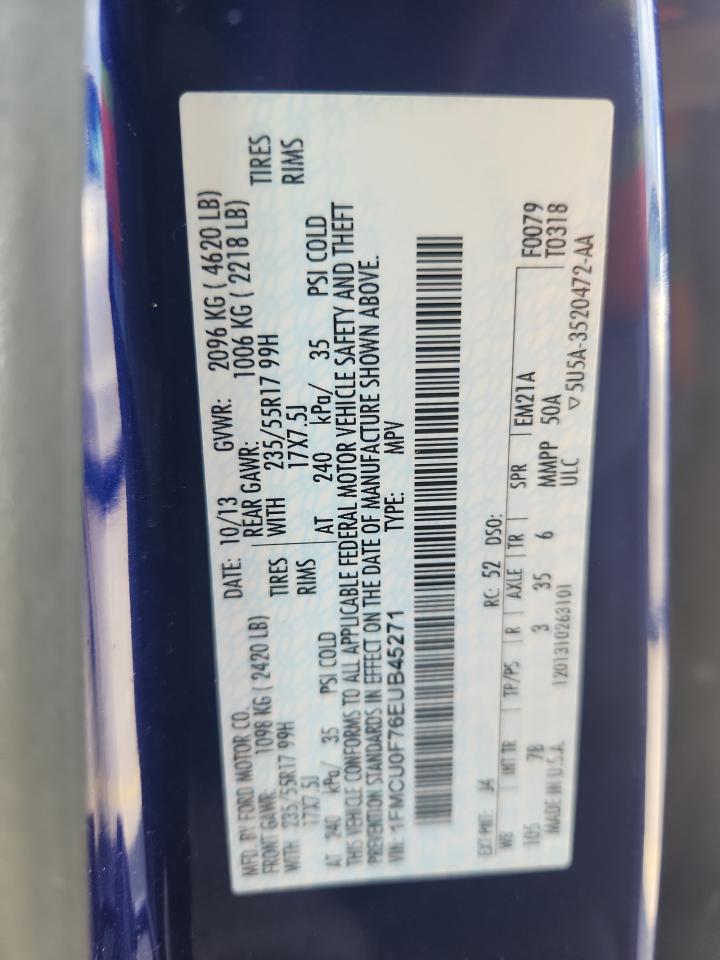 MFD. BY FORD MOTOR CO.
DATE: 10/13 GVWR: 2096 KG ( 4620 LB)
FRONT GAWR: 1098 KG ( 2420 LB) REAR GAWR: 1006 KG ( 2218 LB)
WITH 235/55R17 99H TIRES WITH 235/55R17 99H TIRES
17X7.5J RIMS 17X7.5J RIMS
AT 240 kPa/ 35 PSI COLD AT 240 kPa/ 35 PSI COLD
THIS VEHICLE CONFORMS TO ALL APPLICABLE FEDERAL MOTOR VEHICLE SAFETY AND THEFT
PREVENTION STANDARDS IN EFFECT ON THE DATE OF MANUFACTURE SHOWN ABOVE.
VIN: 1FMCU0F76EUB45271 TYPE: MPV
EXT PNT: J4 RC: 52 DSO:
WB INT TR TP/PS R AXLE TR SPR EM21A F0079
105 7B 3 35 6 MMPP 50A T0318
MADE IN U.S.A. 1201310263101 ULC ▽5U5A-3520472-AA